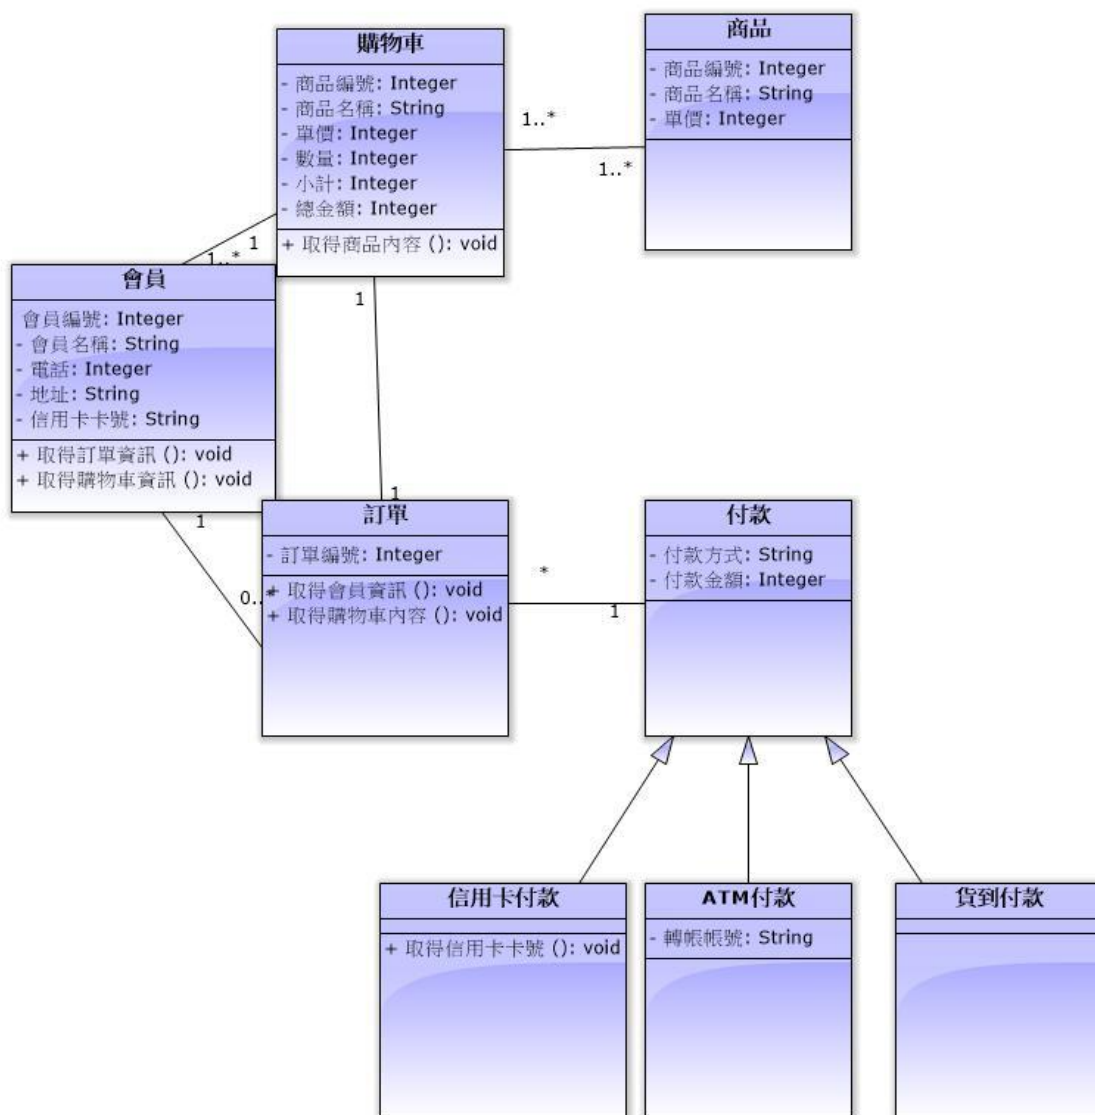 購物車
- 商品編號: Integer
- 商品名稱: String
- 單價: Integer
- 數量: Integer
- 小計: Integer
- 總金額: Integer
+ 取得商品內容 (): void
商品
- 商品編號: Integer
- 商品名稱: String
- 單價: Integer
1..*
1..*
1
1..*
會員
會員編號: Integer
- 會員名稱: String
- 電話: Integer
- 地址: String
- 信用卡卡號: String
+ 取得訂單資訊 (): void
+ 取得購物車資訊 (): void
1
1
1
0..*
訂單
- 訂單編號: Integer
+ 取得會員資訊 (): void
+ 取得購物車內容 (): void
*
1
付款
- 付款方式: String
- 付款金額: Integer
信用卡付款
+ 取得信用卡卡號 (): void
ATM付款
- 轉帳帳號: String
貨到付款